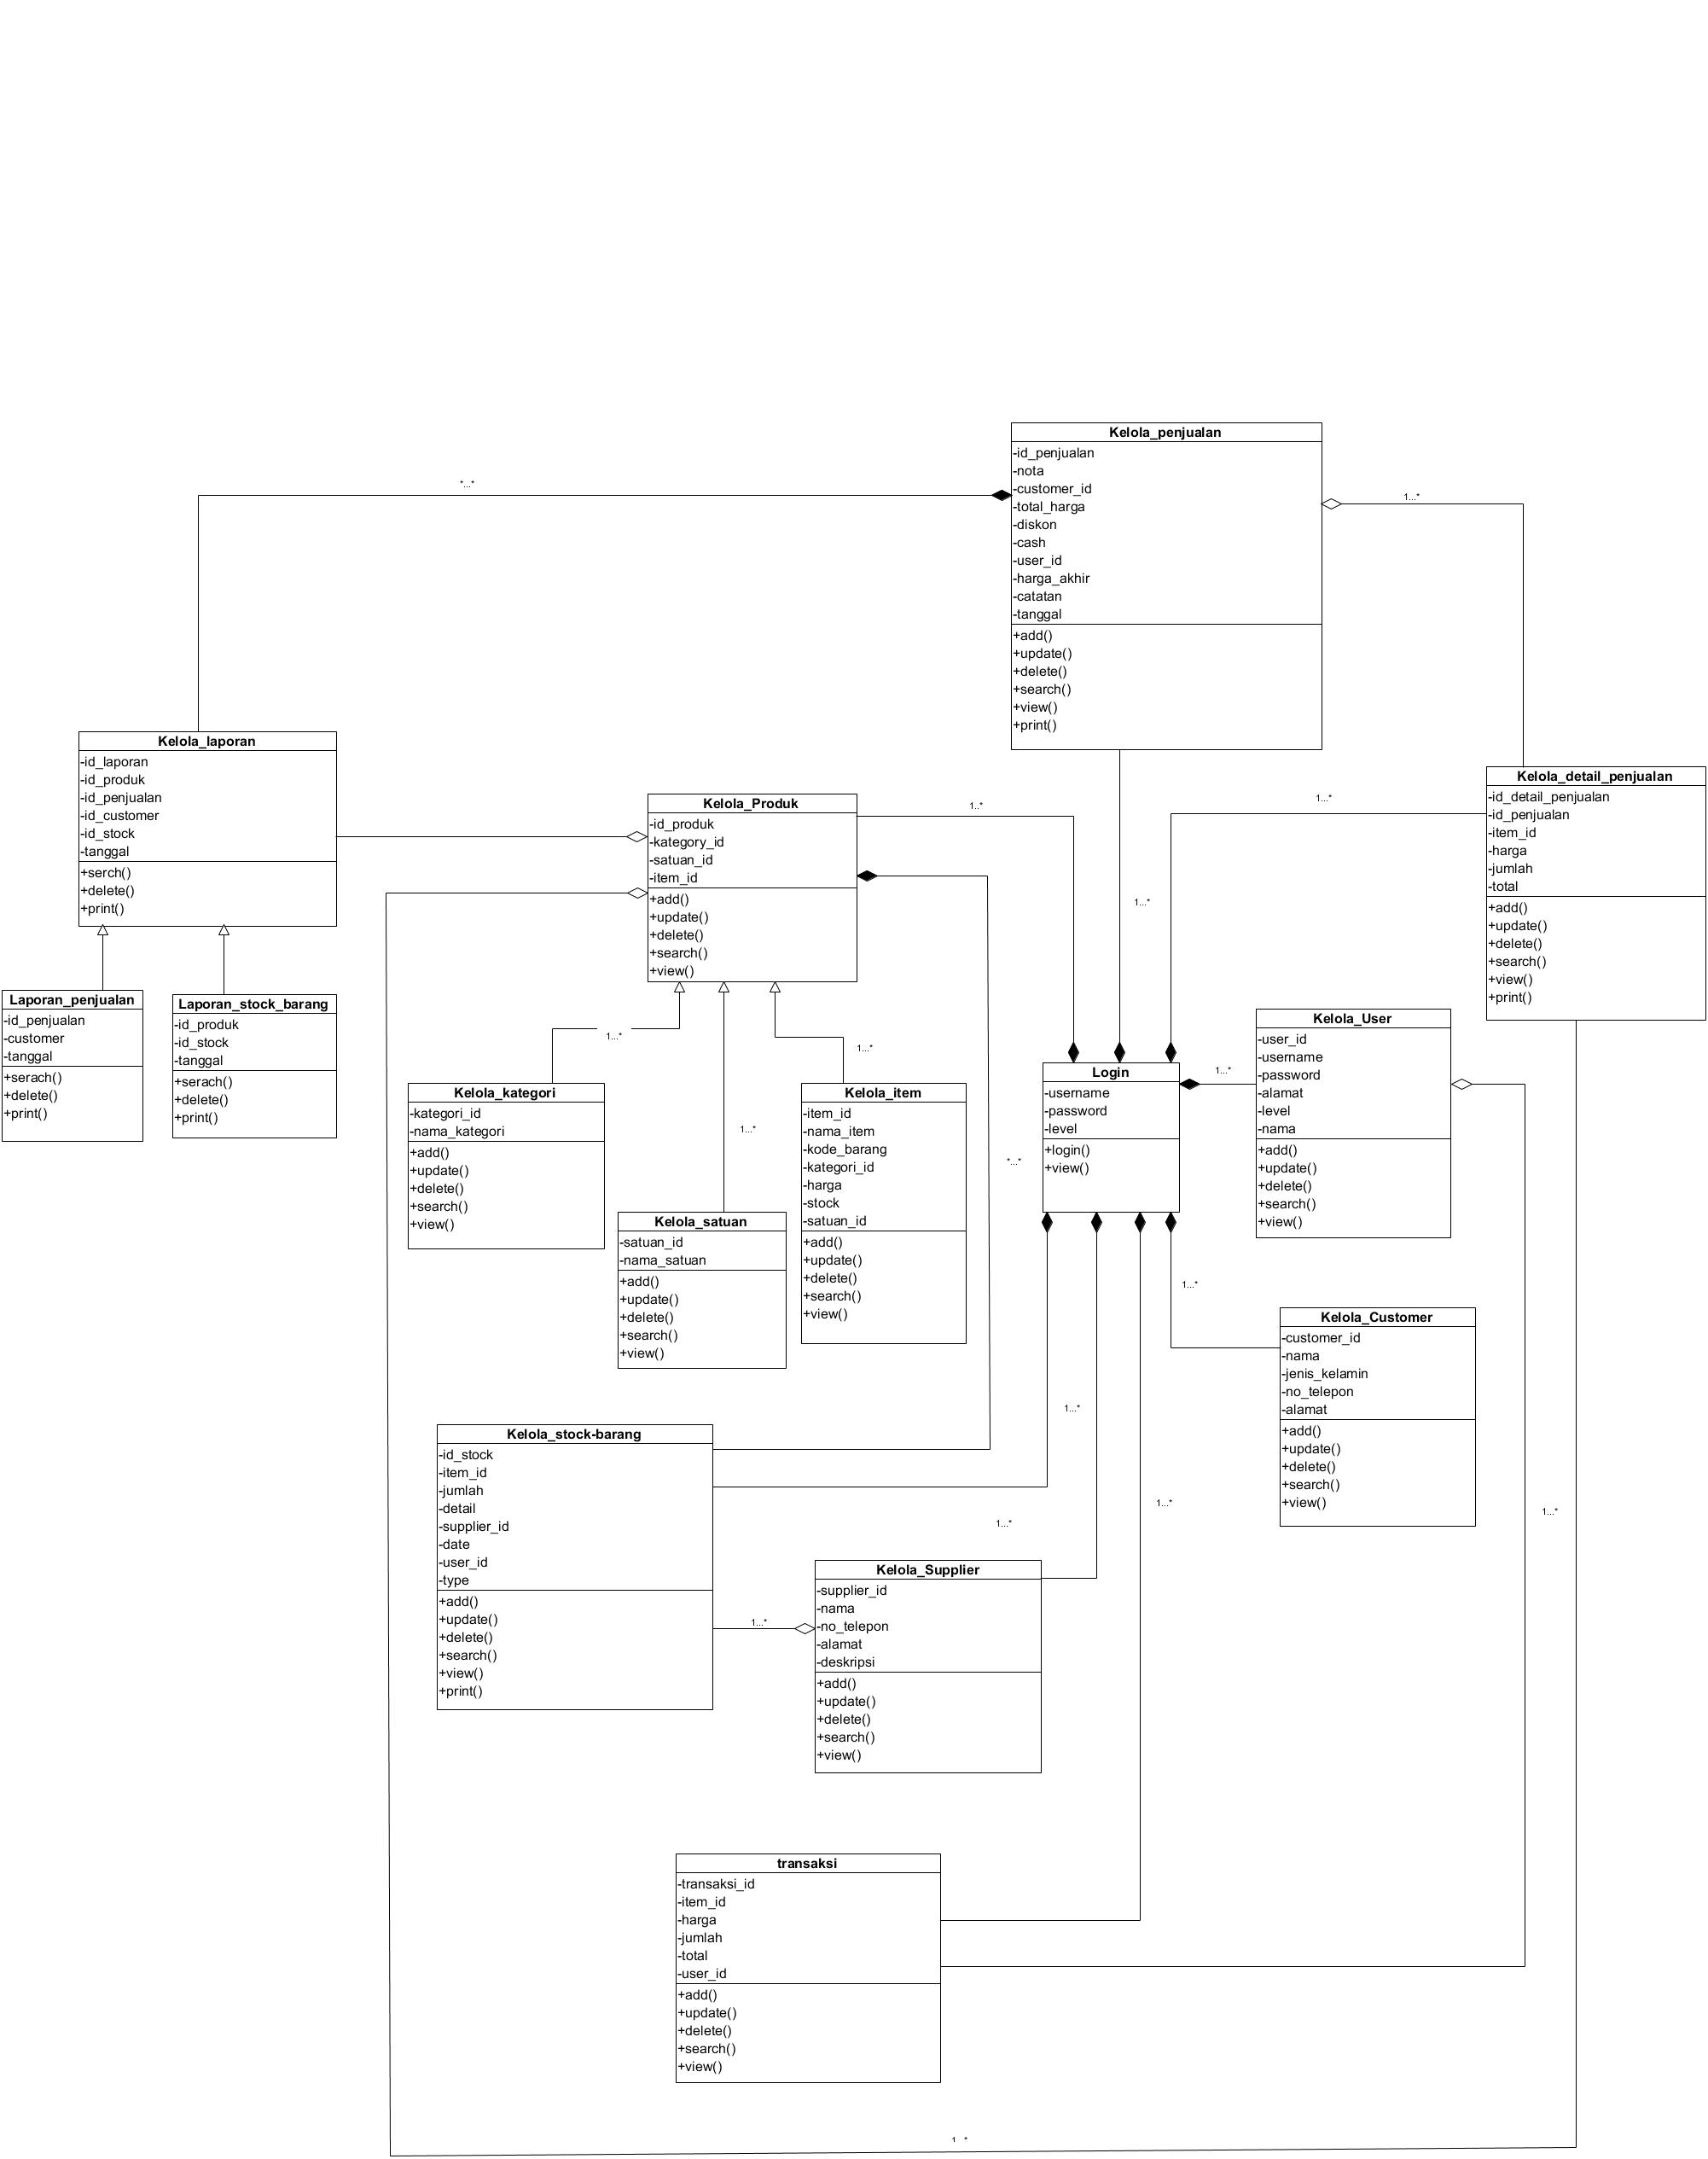 Kelola_penjualan
-id_penjualan
-nota
-customer_id
-total_harga
-diskon
-cash
-user_id
-harga_akhir
-catatan
-tanggal
+add()
+update()
+delete()
+search()
+view()
+print()
*...*
1...*
Kelola_laporan
-id_laporan
-id_produk
-id_penjualan
-id_customer
-id_stock
-tanggal
+serch()
+delete()
+print()
Kelola_Produk
-id_produk
-kategory_id
-satuan_id
-item_id
+add()
+update()
+delete()
+search()
+view()
1..*
1...*
1...*
Kelola_detail_penjualan
-id_detail_penjualan
-id_penjualan
-item_id
-harga
-jumlah
-total
+add()
+update()
+delete()
+search()
+view()
+print()
Laporan_penjualan
-id_penjualan
-customer
-tanggal
+serach()
+delete()
+print()
Laporan_stock_barang
-id_produk
-id_stock
-tanggal
+serach()
+delete()
+print()
1...*
1...*
1...*
Kelola_kategori
-kategori_id
-nama_kategori
+add()
+update()
+delete()
+search()
+view()
Kelola_satuan
-satuan_id
-nama_satuan
+add()
+update()
+delete()
+search()
+view()
Kelola_item
-item_id
-nama_item
-kode_barang
-kategori_id
-harga
-stock
-satuan_id
+add()
+update()
+delete()
+search()
+view()
*...*
Login
-username
-password
-level
+login()
+view()
1...*
Kelola_User
-user_id
-username
-password
-alamat
-level
-nama
+add()
+update()
+delete()
+search()
+view()
1...*
Kelola_Customer
-customer_id
-nama
-jenis_kelamin
-no_telepon
-alamat
+add()
+update()
+delete()
+search()
+view()
1...*
1...*
1...*
1...*
Kelola_stock-barang
-id_stock
-item_id
-jumlah
-detail
-supplier_id
-date
-user_id
-type
+add()
+update()
+delete()
+search()
+view()
+print()
1...*
Kelola_Supplier
-supplier_id
-nama
-no_telepon
-alamat
-deskripsi
+add()
+update()
+delete()
+search()
+view()
transaksi
-transaksi_id
-item_id
-harga
-jumlah
-total
-user_id
+add()
+update()
+delete()
+search()
+view()
1...*